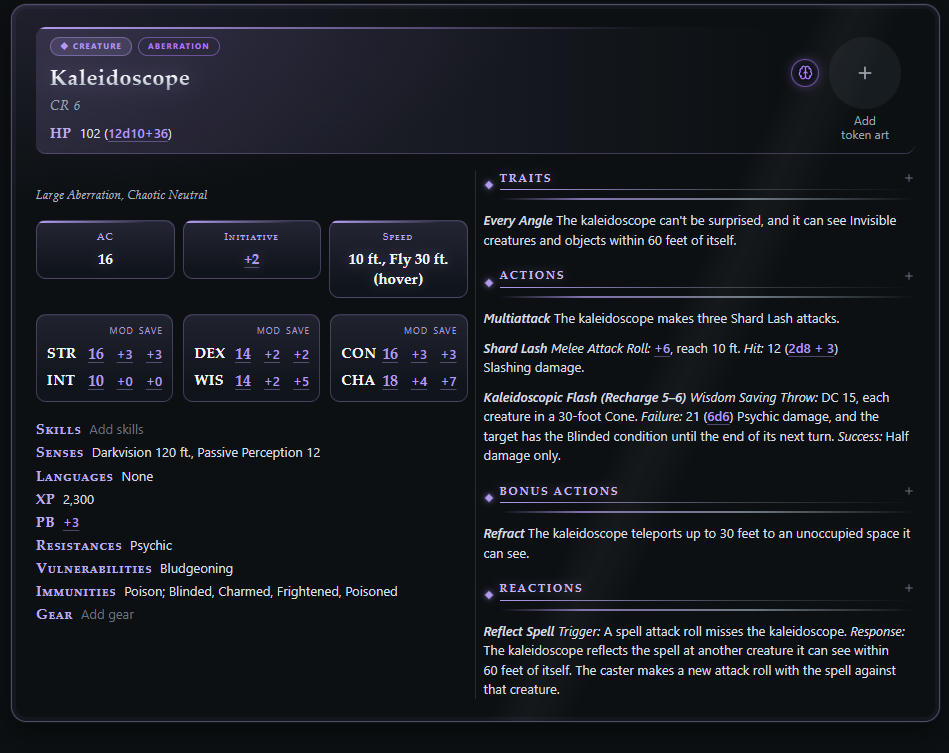 CREATURE
ABERRATION
Kaleidoscope
CR 6
HP 102 (12d10+36)
+
Add
token art
Large Aberration, Chaotic Neutral
AC
16
Initiative
+2
Speed
10 ft., Fly 30 ft.
(hover)
MOD SAVE
STR 16 +3 +3
INT 10 +0 +0
MOD SAVE
DEX 14 +2 +2
WIS 14 +2 +5
MOD SAVE
CON 16 +3 +3
CHA 18 +4 +7
Skills Add skills
Senses Darkvision 120 ft., Passive Perception 12
Languages None
XP 2,300
PB +3
Resistances Psychic
Vulnerabilities Bludgeoning
Immunities Poison; Blinded, Charmed, Frightened, Poisoned
Gear Add gear
TRAITS +
Every Angle The kaleidoscope can't be surprised, and it can see Invisible
creatures and objects within 60 feet of itself.
ACTIONS +
Multiattack The kaleidoscope makes three Shard Lash attacks.
Shard Lash Melee Attack Roll: +6, reach 10 ft. Hit: 12 (2d8 + 3)
Slashing damage.
Kaleidoscopic Flash (Recharge 5–6) Wisdom Saving Throw: DC 15, each
creature in a 30-foot Cone. Failure: 21 (6d6) Psychic damage, and the
target has the Blinded condition until the end of its next turn. Success: Half
damage only.
BONUS ACTIONS +
Refract The kaleidoscope teleports up to 30 feet to an unoccupied space it
can see.
REACTIONS +
Reflect Spell Trigger: A spell attack roll misses the kaleidoscope. Response:
The kaleidoscope reflects the spell at another creature it can see within
60 feet of itself. The caster makes a new attack roll with the spell against
that creature.